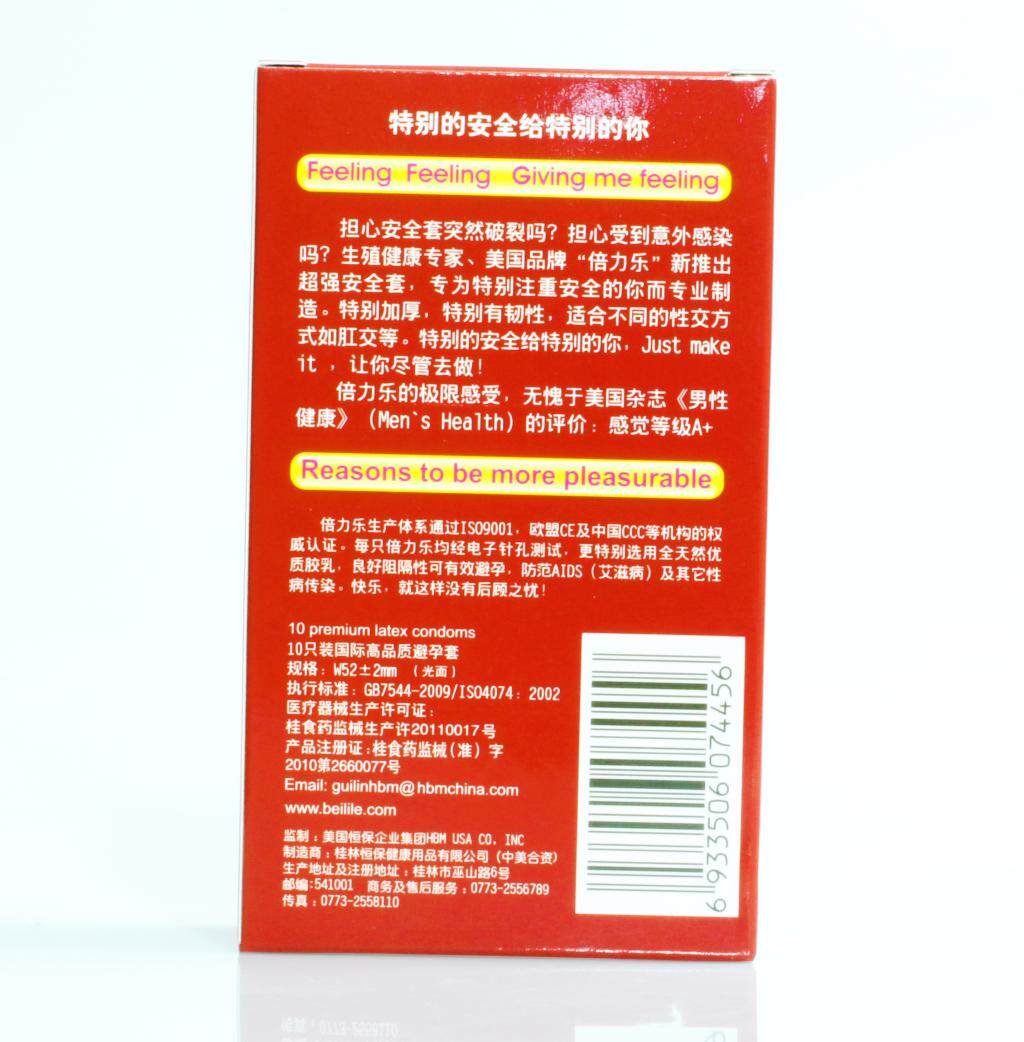 特别的安全给特别的你
Feeling Feeling Giving me feeling
担心安全套突然破裂吗？担心受到意外感染
吗？生殖健康专家、美国品牌“倍力乐”新推出
超强安全套，专为特别注重安全的你而专业制
造。特别加厚，特别有韧性，适合不同的性交方
式如肛交等。特别的安全给特别的你，Just make
it ，让你尽管去做！
倍力乐的极限感受，无愧于美国杂志《男性
健康》（Men`s Health）的评价：感觉等级A+
Reasons to be more pleasurable
倍力乐生产体系通过ISO9001，欧盟CE及中国CCC等机构的权
威认证。每只倍力乐均经电子针孔测试，更特别选用全天然优
质胶乳，良好阻隔性可有效避孕，防范AIDS（艾滋病）及其它性
病传染。快乐，就这样没有后顾之忧！
10 premium latex condoms
10只装国际高品质避孕套
规格：W52±2mm （光面）
执行标准：GB7544-2009/ISO4074：2002
医疗器械生产许可证：
桂食药监械生产许20110017号
产品注册证：桂食药监械（准）字
2010第2660077号
Email: guilinhbm@hbmchina.com
www.beilile.com
监制：美国恒保企业集团HBM USA CO，INC
制造商：桂林恒保健康用品有限公司（中美合资）
生产地址及注册地址：桂林市巫山路6号
邮编:541001 商务及售后服务：0773-2556789
传真：0773-2558110
6 933506 074456